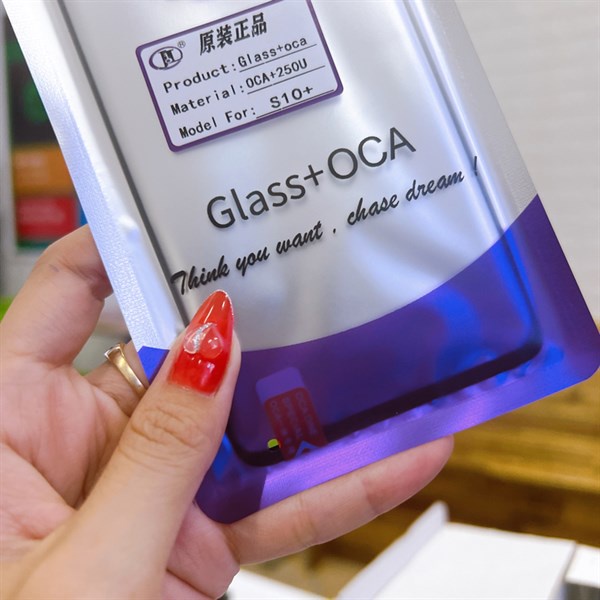 原装正品
Product: Glass+oca
Material: OCA+250U
Model For: S10+
Glass+OCA
Think you want , chase dream !